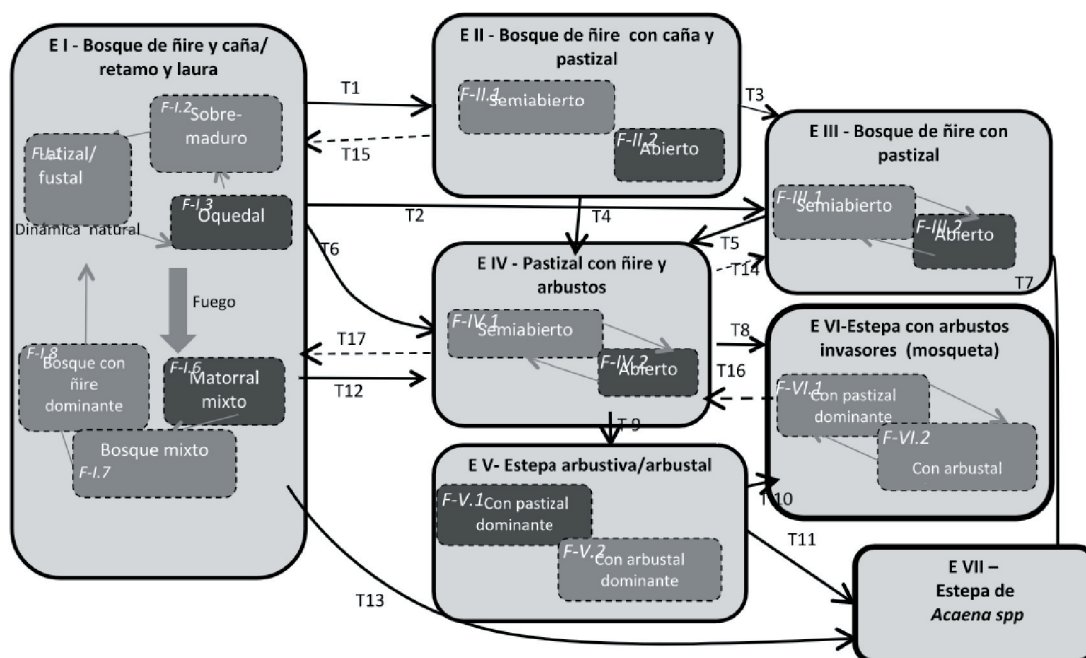 E I - Bosque de ñire y caña/
retamo y laura
F-I.2
Sobre-
maduro
Latizal/
fustal
F-I.3
Oquedal
Dinámica natural
Fuego
F-I.8
Bosque con
ñire
dominante
F-I.6
Matorral
mixto
Bosque mixto
F-I.7
T1
T15
T2
T6
T17
T12
T13
E II - Bosque de ñire con caña y
pastizal
F-II.1
Semiabierto
F-II.2
Abierto
T3
T4
T5
T14
E III - Bosque de ñire con
pastizal
F-III.1
Semiabierto
F-III.2
Abierto
T7
E IV - Pastizal con ñire y
arbustos
F-IV.1
Semiabierto
F-IV.2
Abierto
T8
T16
T 9
E VI-Estepa con arbustos
invasores (mosqueta)
F-VI.1
Con pastizal
dominante
F-VI.2
Con arbustal
E V- Estepa arbustiva/arbustal
F-V.1
Con pastizal
dominante
F-V.2
Con arbustal
dominante
T 10
T11
E VII –
Estepa de
Acaena spp